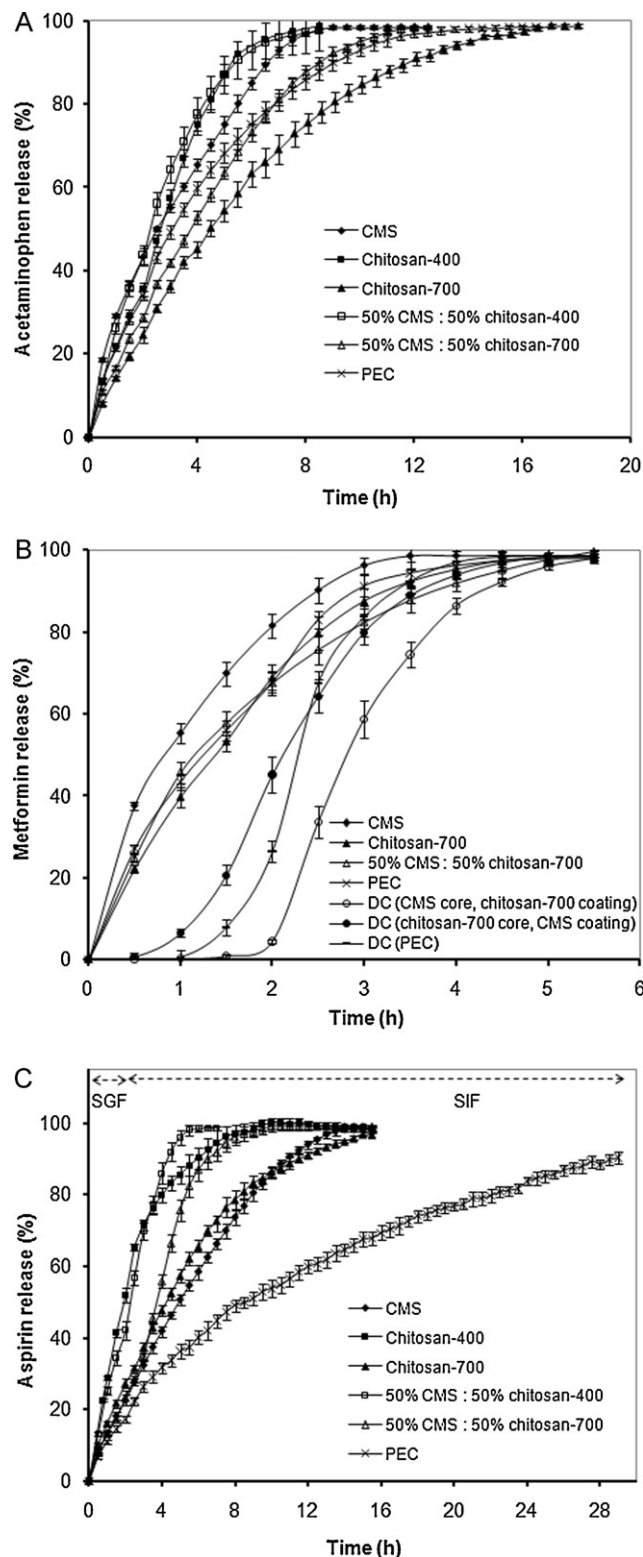 A
Acetaminophen release (%)
100
80
60
40
20
0
CMS
Chitosan-400
Chitosan-700
50% CMS : 50% chitosan-400
50% CMS : 50% chitosan-700
PEC
0 4 8 12 16 20
Time (h)
B
Metformin release (%)
100
80
60
40
20
0
CMS
Chitosan-700
50% CMS : 50% chitosan-700
PEC
DC (CMS core, chitosan-700 coating)
DC (chitosan-700 core, CMS coating)
DC (PEC)
0 1 2 3 4 5 6
Time (h)
C
SGF SIF
Aspirin release (%)
100
80
60
40
20
0
CMS
Chitosan-400
Chitosan-700
50% CMS : 50% chitosan-400
50% CMS : 50% chitosan-700
PEC
0 4 8 12 16 20 24 28
Time (h)